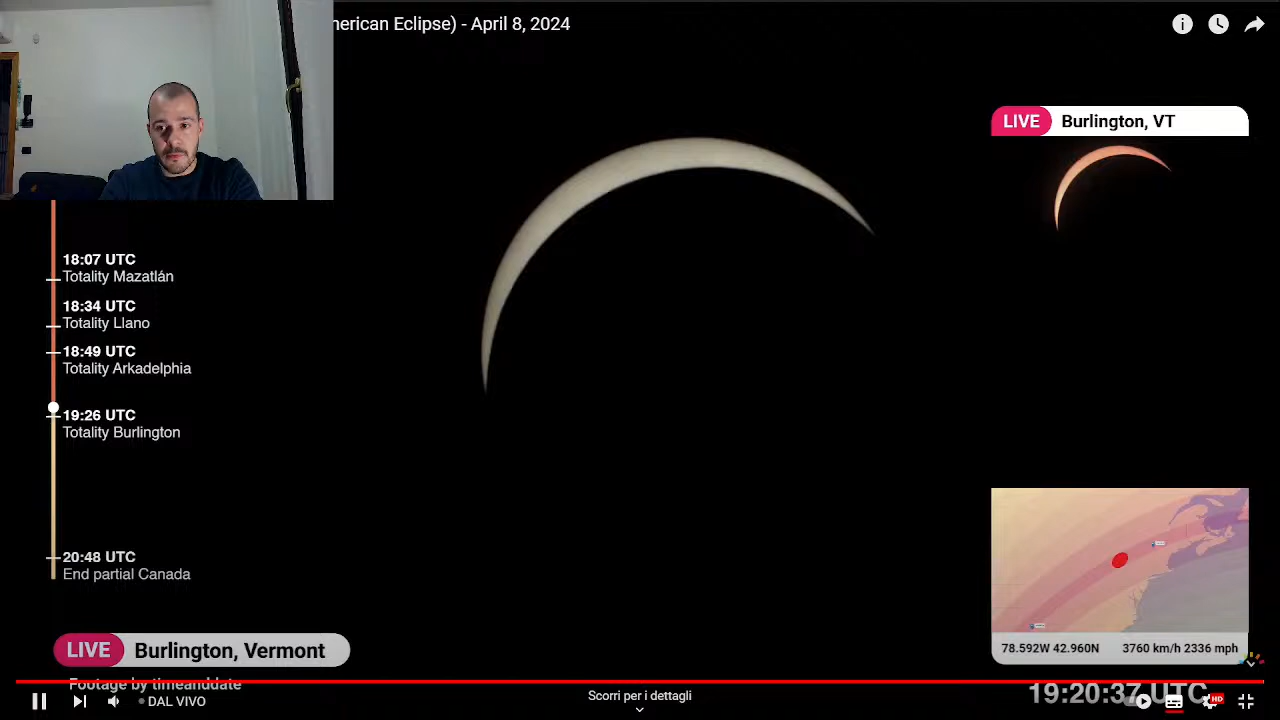 nerican Eclipse) - April 8, 2024
LIVE Burlington, VT
18:07 UTC
Totality Mazatlán
18:34 UTC
Totality Llano
18:49 UTC
Totality Arkadelphia
19:26 UTC
Totality Burlington
20:48 UTC
End partial Canada
LIVE Burlington, Vermont
78.592W 42.960N 3760 km/h 2336 mph
Footage by timeanddate
19:20:37 UTC
DAL VIVO
Scorri per i dettagli
HD